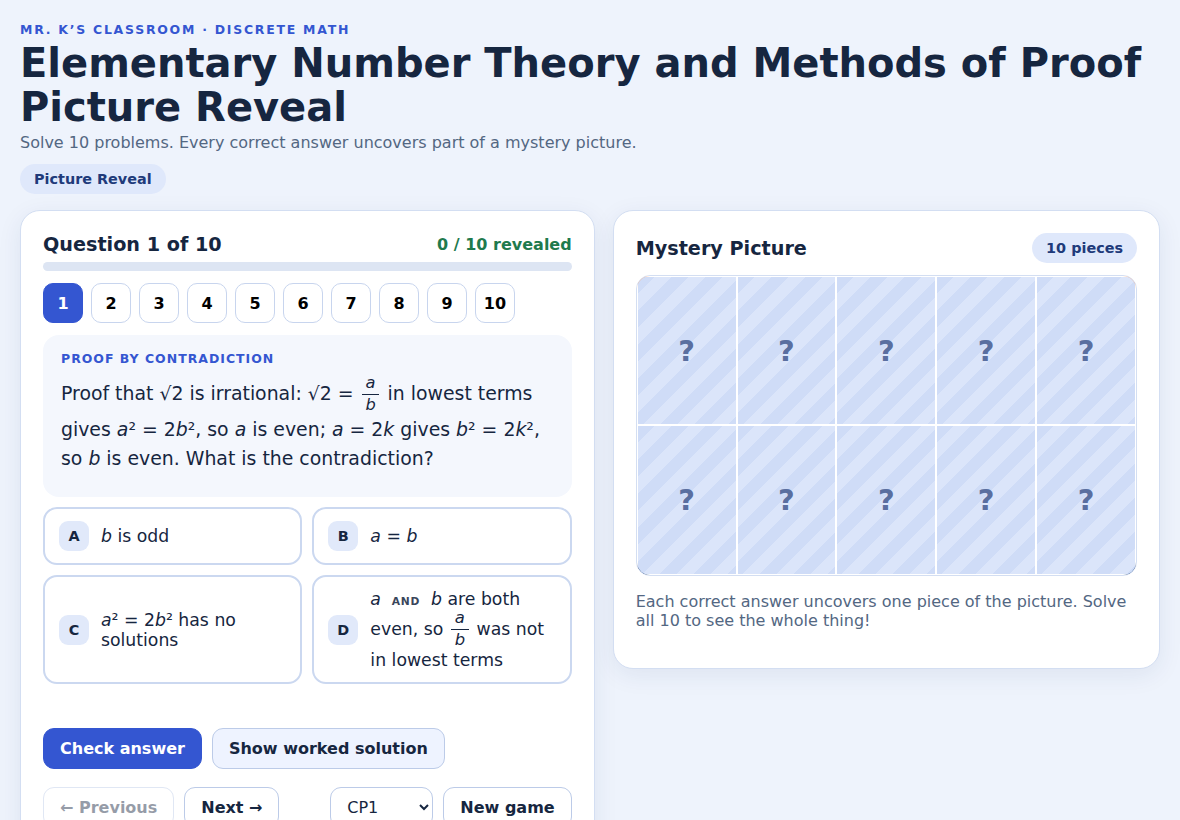 MR. K’S CLASSROOM · DISCRETE MATH
Elementary Number Theory and Methods of Proof
Picture Reveal
Solve 10 problems. Every correct answer uncovers part of a mystery picture.
Picture Reveal
Question 1 of 10
0 / 10 revealed
1 2 3 4 5 6 7 8 9 10
PROOF BY CONTRADICTION
Proof that √2 is irrational: √2 = a/b in lowest terms
gives a² = 2b², so a is even; a = 2k gives b² = 2k²,
so b is even. What is the contradiction?
A b is odd
B a = b
C a² = 2b² has no
solutions
D a AND b are both
even, so a/b was not
in lowest terms
Check answer
Show worked solution
← Previous
Next →
CP1
New game
Mystery Picture
10 pieces
? ? ? ? ?
? ? ? ? ?
Each correct answer uncovers one piece of the picture. Solve
all 10 to see the whole thing!